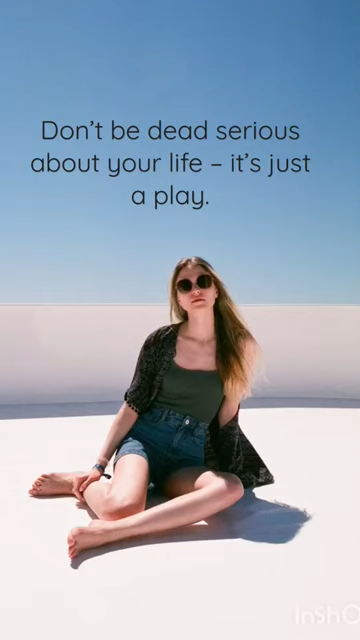 Don’t be dead serious
about your life – it’s just
a play.